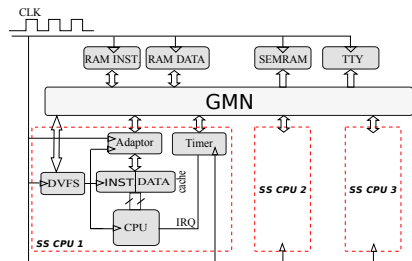 CLK
RAM INST
RAM DATA
SEMRAM
TTY
GMN
Adaptor
Timer
DVFS
INST
DATA
cache
CPU
IRQ
SS CPU 1
SS CPU 2
SS CPU 3